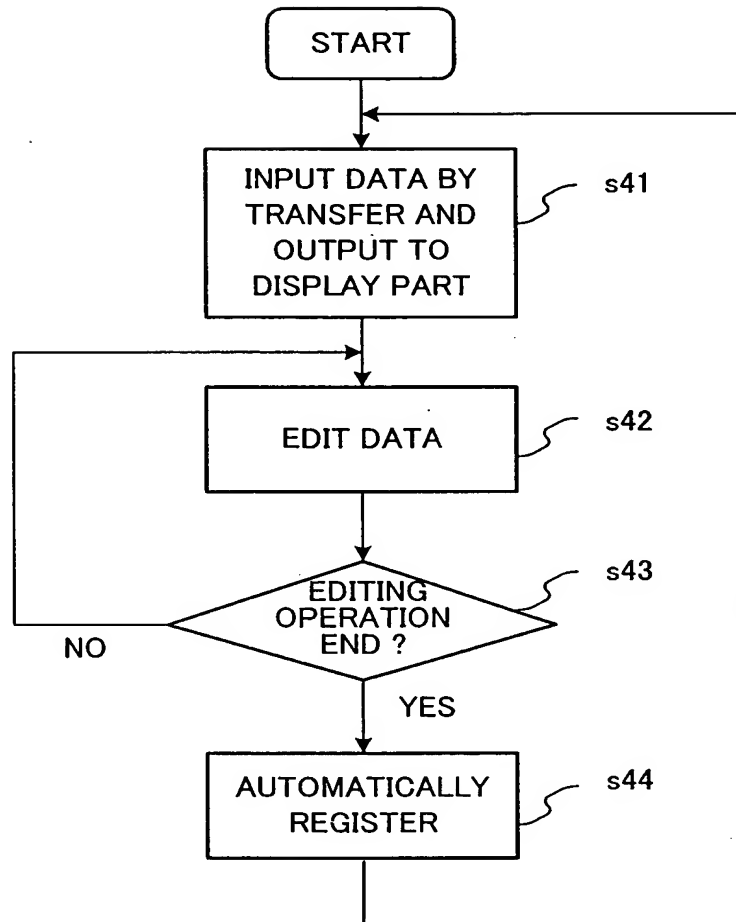 START
INPUT DATA BY
TRANSFER AND
OUTPUT TO
DISPLAY PART
s41
EDIT DATA
s42
EDITING
OPERATION
END ?
s43
NO
YES
AUTOMATICALLY
REGISTER
s44